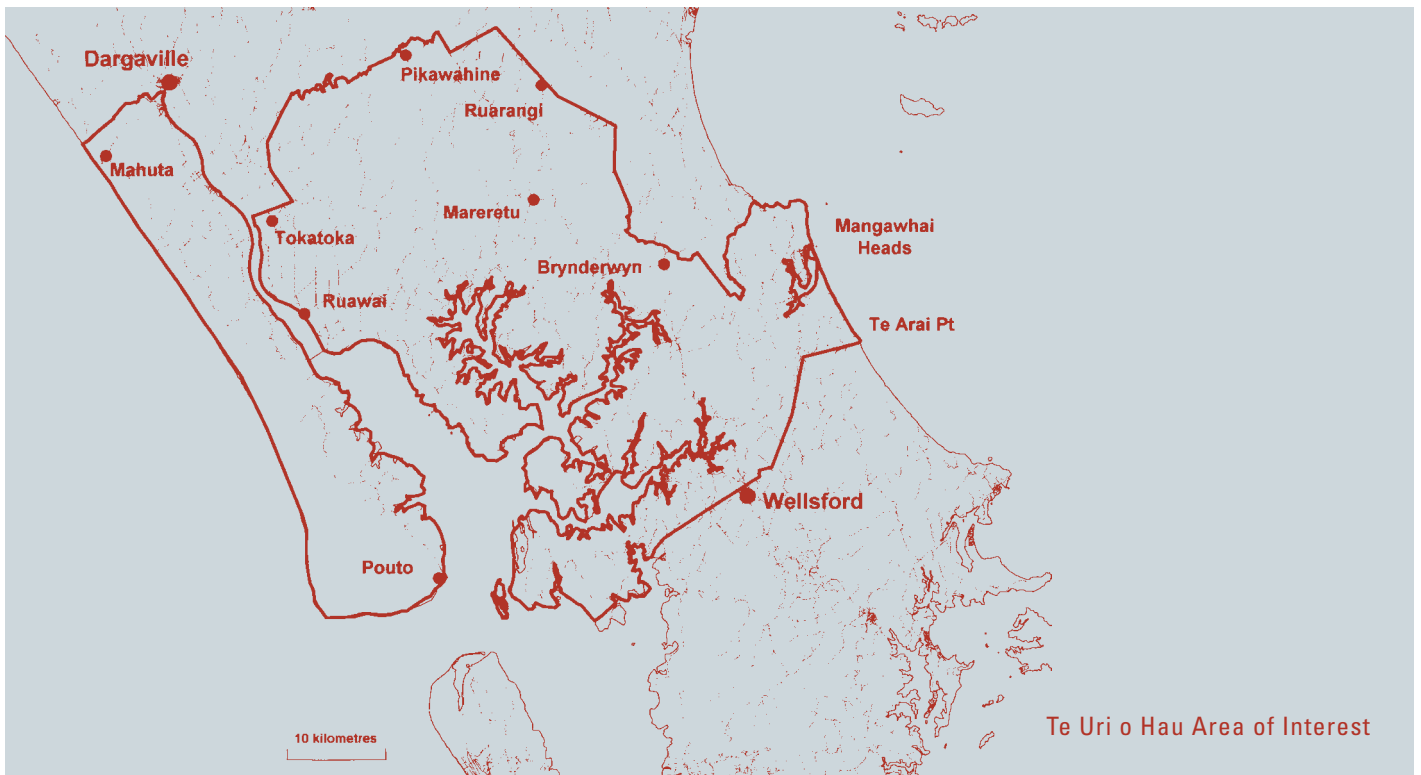 Dargaville
Pikawahine
Ruarangi
Mahuta
Mareretu
Tokatoka
Mangawhai
Heads
Brynderwyn
Ruawai
Te Arai Pt
Wellsford
Pouto
10 kilometres
Te Uri o Hau Area of Interest